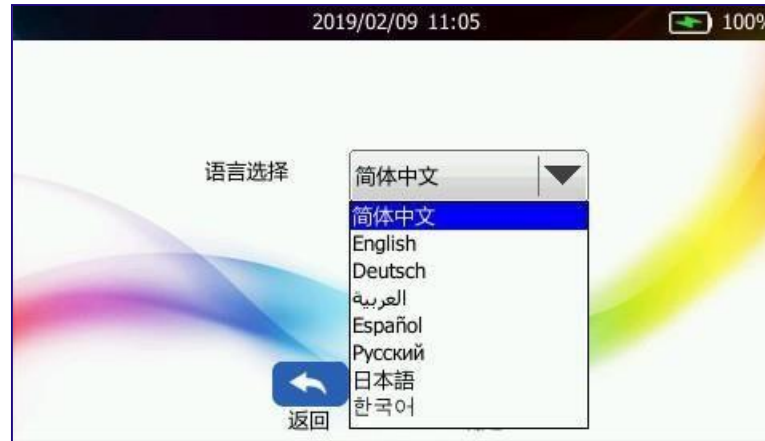 2019/02/09 11:05
100%
语言选择
简体中文
简体中文
English
Deutsch
العربية
Español
Русский
日本語
한국어
返回